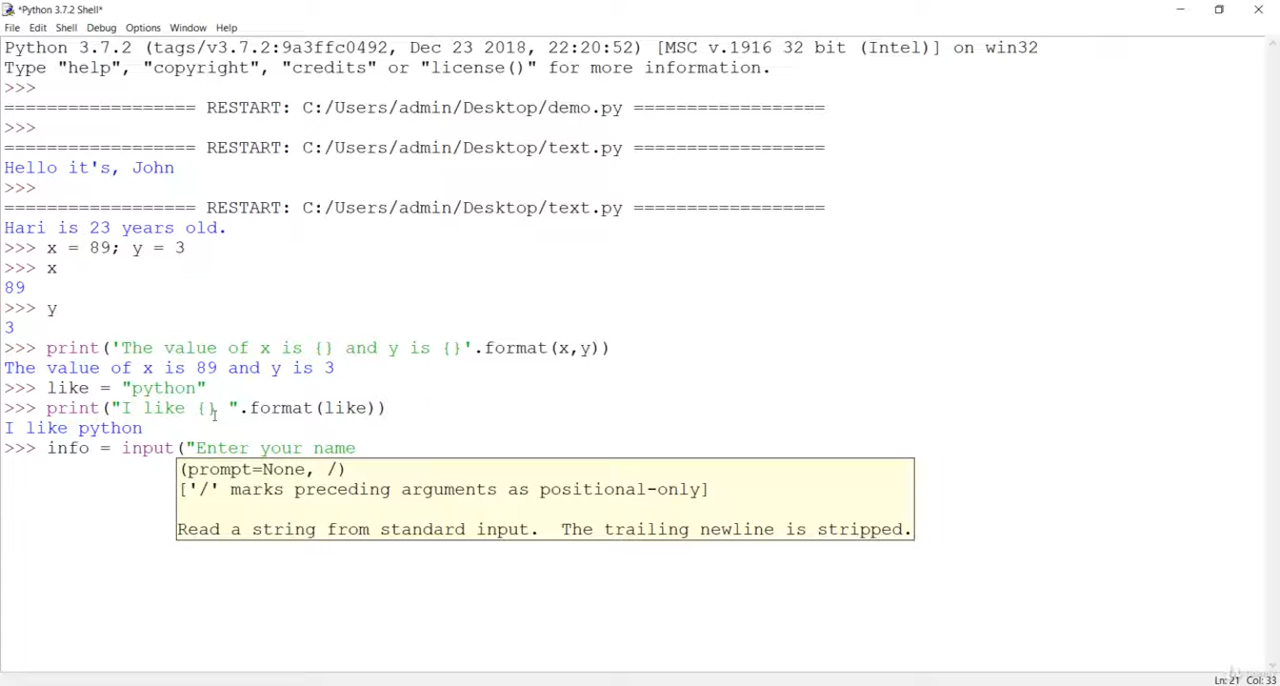 *Python 3.7.2 Shell*
File Edit Shell Debug Options Window Help
Python 3.7.2 (tags/v3.7.2:9a3ffc0492, Dec 23 2018, 22:20:52) [MSC v.1916 32 bit (Intel)] on win32
Type "help", "copyright", "credits" or "license()" for more information.
>>>
================== RESTART: C:/Users/admin/Desktop/demo.py ==================
>>>
================== RESTART: C:/Users/admin/Desktop/text.py ==================
Hello it's, John
>>>
================== RESTART: C:/Users/admin/Desktop/text.py ==================
Hari is 23 years old.
>>> x = 89; y = 3
>>> x
89
>>> y
3
>>> print('The value of x is {} and y is {}'.format(x,y))
The value of x is 89 and y is 3
>>> like = "python"
>>> print("I like {} ".format(like))
I like python
>>> info = input("Enter your name
(prompt=None, /)
['/' marks preceding arguments as positional-only]
Read a string from standard input.  The trailing newline is stripped.
Ln: 21 Col: 33